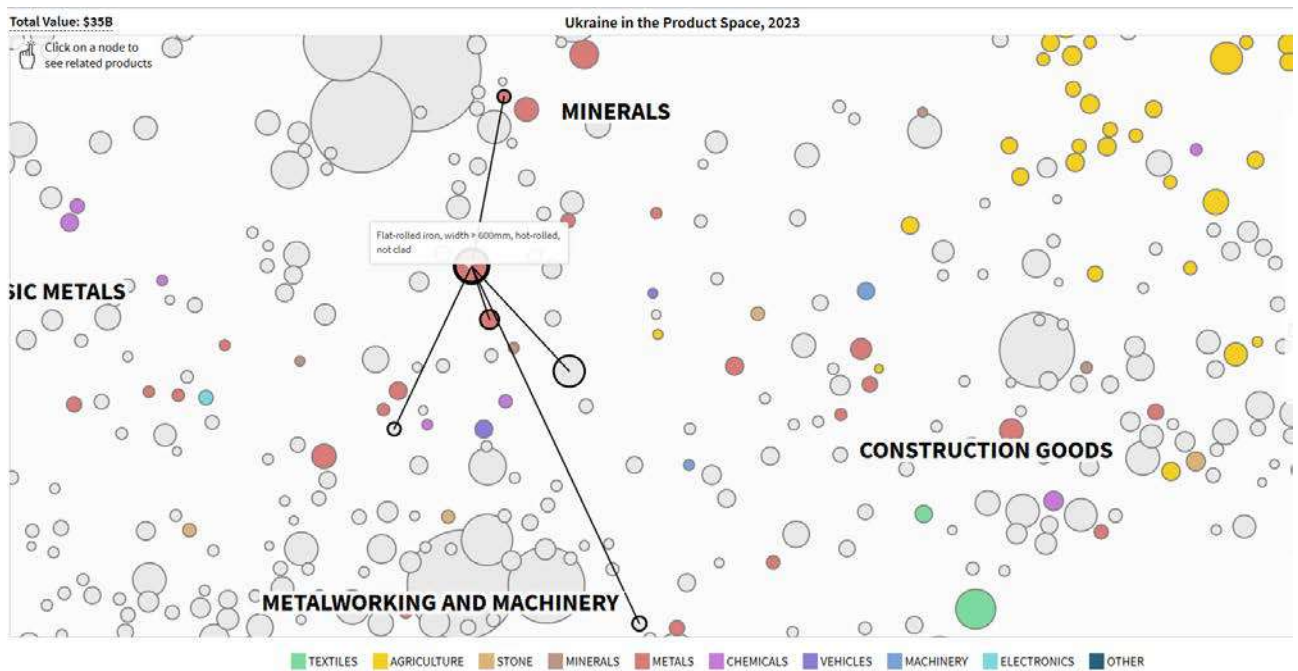 Total Value: $35B
Ukraine in the Product Space, 2023
Click on a node to
see related products
MINERALS
Flat-rolled iron, width > 600mm, hot-rolled,
not clad
SIC METALS
CONSTRUCTION GOODS
METALWORKING AND MACHINERY
TEXTILES AGRICULTURE STONE MINERALS METALS CHEMICALS VEHICLES MACHINERY ELECTRONICS OTHER